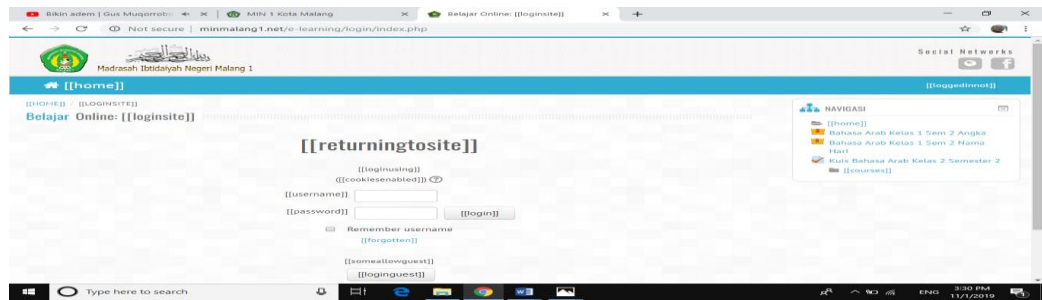 Bikin adem | Gus Muqorrobi
MIN 1 Kota Malang
Belajar Online: [[loginsite]]
Not secure | minmalang1.net/e-learning/login/index.php
Madrasah Ibtidaiyah Negeri Malang 1
Social Networks
[[home]]
[[loggedinnot]]
[[HOME]] / [[LOGINSITE]]
Belajar Online: [[loginsite]]
[[returningtosite]]
[[loginusing]]
([[cookiesenabled]])
[[username]]
[[password]]
[[login]]
Remember username
[[forgotten]]
[[someallowguest]]
[[loginguest]]
NAVIGASI
[[home]]
Bahasa Arab Kelas 1 Sem 2 Angka
Bahasa Arab Kelas 1 Sem 2 Nama
Hari
Kuis Bahasa Arab Kelas 2 Semester 2
[[courses]]
Type here to search
ENG
3:30 PM
11/1/2019